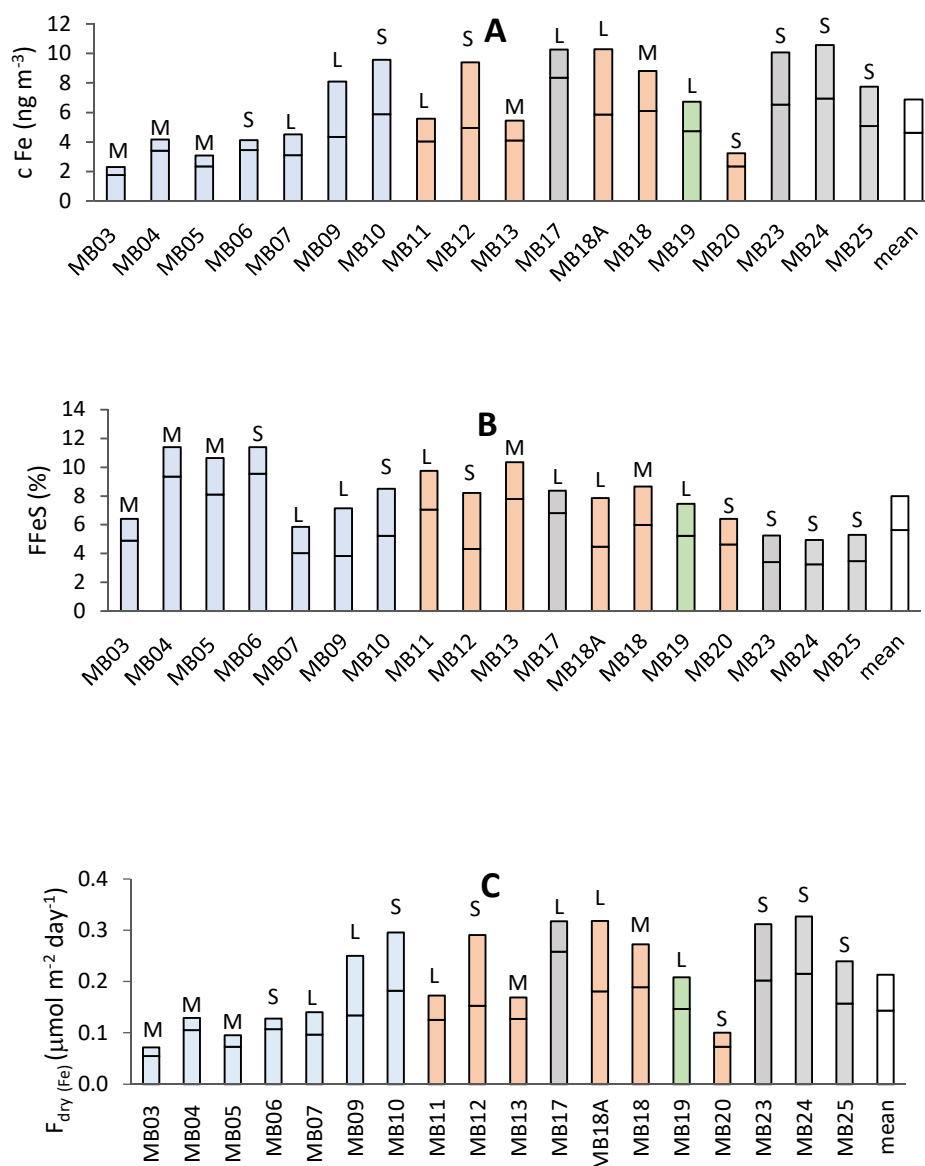 A
c Fe (ng m⁻³)
12
10
8
6
4
2
0
M M M S L L S L S M L L M L S S S S
MB03 MB04 MB05 MB06 MB07 MB09 MB10 MB11 MB12 MB13 MB17 MB18A MB18 MB19 MB20 MB23 MB24 MB25 mean
B
FFeS (%)
14
12
10
8
6
4
2
0
M M M S L L S L S M L L M L S S S S
MB03 MB04 MB05 MB06 MB07 MB09 MB10 MB11 MB12 MB13 MB17 MB18A MB18 MB19 MB20 MB23 MB24 MB25 mean
C
F dry (Fe) (μmol m⁻² day⁻¹)
0.4
0.3
0.2
0.1
0.0
M M M S L L S L S M L L M L S S S S
MB03 MB04 MB05 MB06 MB07 MB09 MB10 MB11 MB12 MB13 MB17 MB18A MB18 MB19 MB20 MB23 MB24 MB25 mean